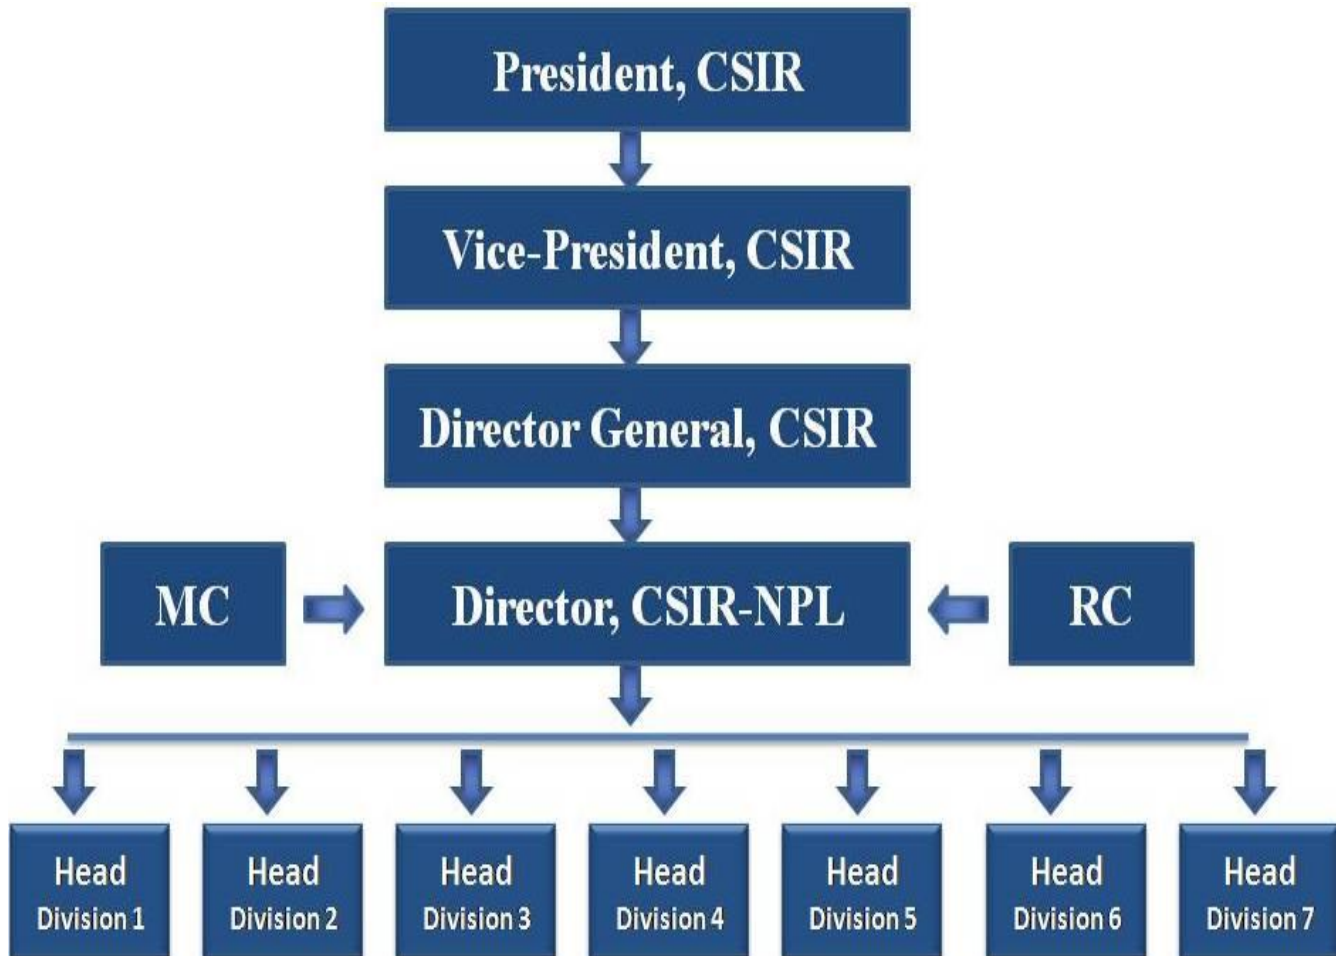 President, CSIR
Vice-President, CSIR
Director General, CSIR
MC
Director, CSIR-NPL
RC
Head
Division 1
Head
Division 2
Head
Division 3
Head
Division 4
Head
Division 5
Head
Division 6
Head
Division 7